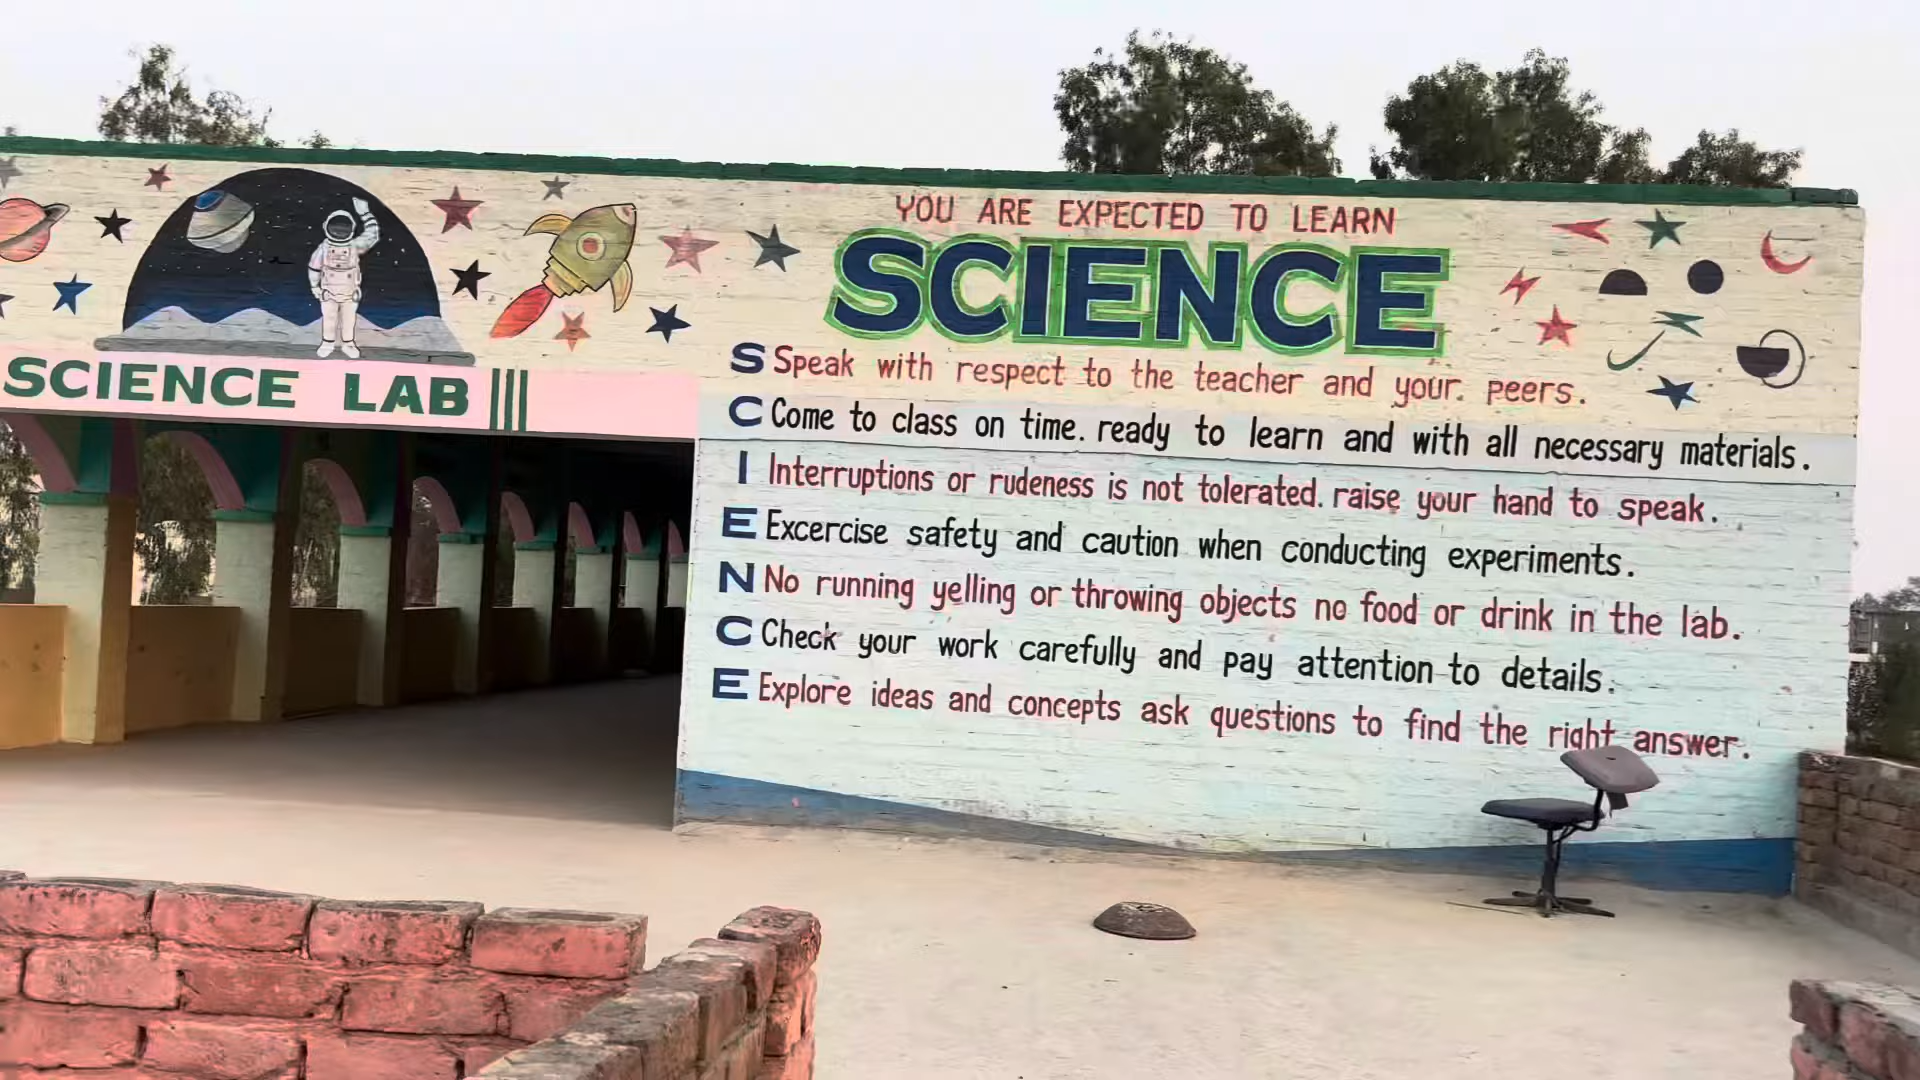 YOU ARE EXPECTED TO LEARN
SCIENCE
SCIENCE LAB
S Speak with respect to the teacher and your. peers.
C Come to class on time. ready to learn and with all necessary materials.
I Interruptions or rudeness is not tolerated. raise your hand to speak.
E Excercise safety and caution when conducting experiments.
N No running yelling or throwing objects no food or drink in the lab.
C Check your work carefully and pay attention to details.
E Explore ideas and concepts ask questions to find the right answer.